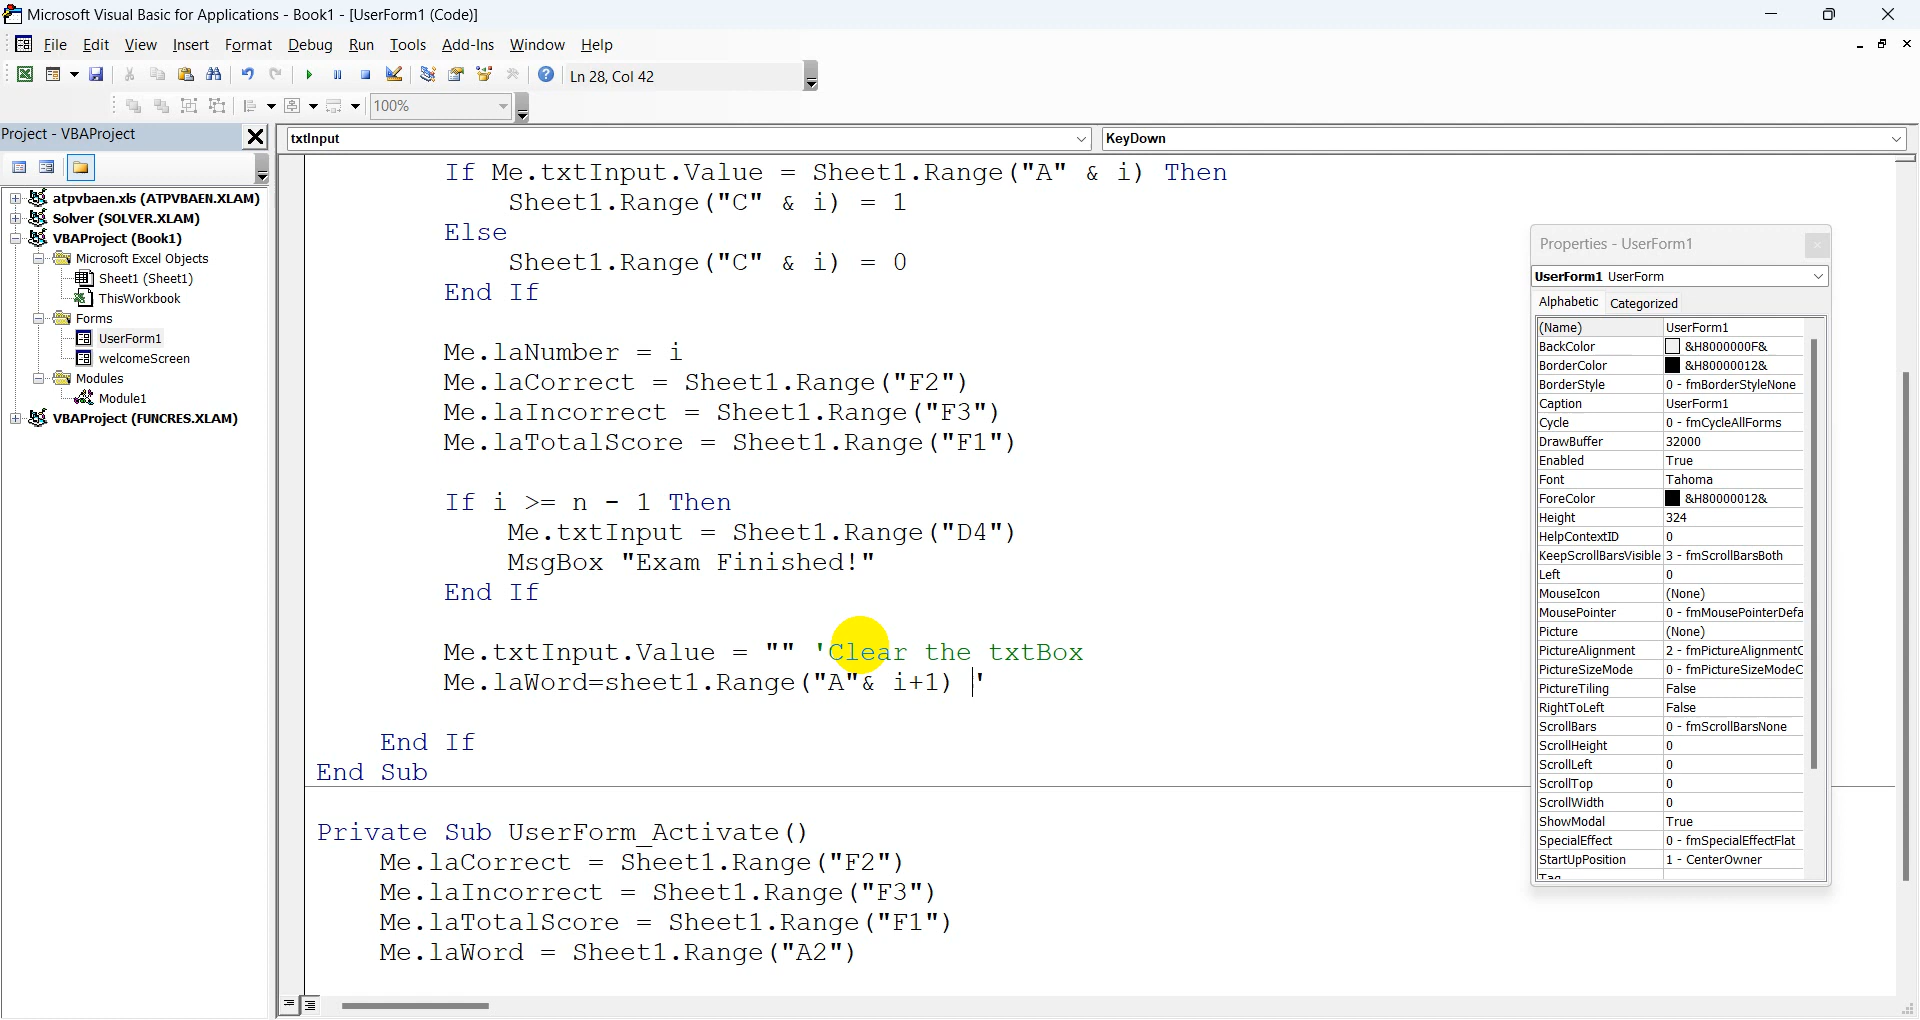 Microsoft Visual Basic for Applications - Book1 - [UserForm1 (Code)]
File Edit View Insert Format Debug Run Tools Add-Ins Window Help
Ln 28, Col 42
100%
Project - VBAProject
txtInput
KeyDown
atpvbaen.xls (ATPVBAEN.XLAM)
Solver (SOLVER.XLAM)
VBAProject (Book1)
Microsoft Excel Objects
Sheet1 (Sheet1)
ThisWorkbook
Forms
UserForm1
welcomeScreen
Modules
Module1
VBAProject (FUNCRES.XLAM)
If Me.txtInput.Value = Sheet1.Range("A" & i) Then
Sheet1.Range("C" & i) = 1
Else
Sheet1.Range("C" & i) = 0
End If
Me.laNumber = i
Me.laCorrect = Sheet1.Range("F2")
Me.laIncorrect = Sheet1.Range("F3")
Me.laTotalScore = Sheet1.Range("F1")
If i >= n - 1 Then
Me.txtInput = Sheet1.Range("D4")
MsgBox "Exam Finished!"
End If
Me.txtInput.Value = "" 'Clear the txtBox
Me.laWord=sheet1.Range("A"& i+1) '
End If
End Sub
Private Sub UserForm_Activate()
Me.laCorrect = Sheet1.Range("F2")
Me.laIncorrect = Sheet1.Range("F3")
Me.laTotalScore = Sheet1.Range("F1")
Me.laWord = Sheet1.Range("A2")
Properties - UserForm1
UserForm1 UserForm
Alphabetic Categorized
(Name) UserForm1
BackColor &H8000000F&
BorderColor &H80000012&
BorderStyle 0 - fmBorderStyleNone
Caption UserForm1
Cycle 0 - fmCycleAllForms
DrawBuffer 32000
Enabled True
Font Tahoma
ForeColor &H80000012&
Height 324
HelpContextID 0
KeepScrollBarsVisible 3 - fmScrollBarsBoth
Left 0
MouseIcon (None)
MousePointer 0 - fmMousePointerDefa
Picture (None)
PictureAlignment 2 - fmPictureAlignmentC
PictureSizeMode 0 - fmPictureSizeModeC
PictureTiling False
RightToLeft False
ScrollBars 0 - fmScrollBarsNone
ScrollHeight 0
ScrollLeft 0
ScrollTop 0
ScrollWidth 0
ShowModal True
SpecialEffect 0 - fmSpecialEffectFlat
StartUpPosition 1 - CenterOwner
Tag